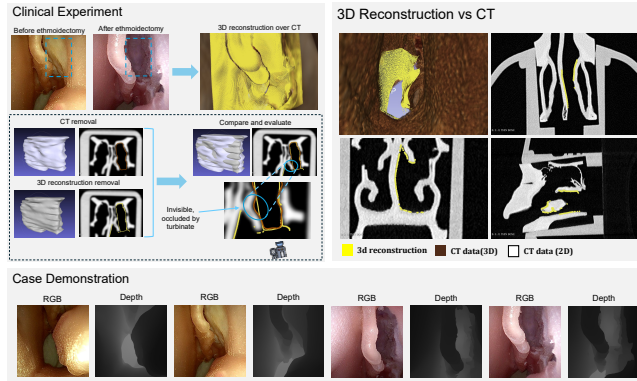 Clinical Experiment
Before ethmoidectomy
After ethmoidectomy
3D reconstruction over CT
CT removal
Compare and evaluate
3D reconstruction removal
Invisible,
occluded by
turbinate
3D Reconstruction vs CT
3d reconstruction
CT data(3D)
CT data (2D)
Case Demonstration
RGB
Depth
RGB
Depth
RGB
Depth
RGB
Depth